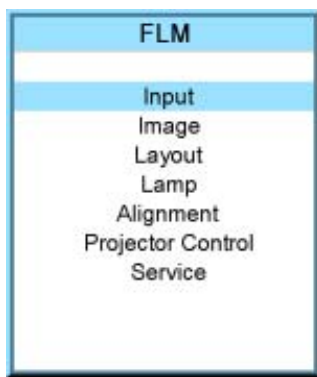 FLM
Input
Image
Layout
Lamp
Alignment
Projector Control
Service